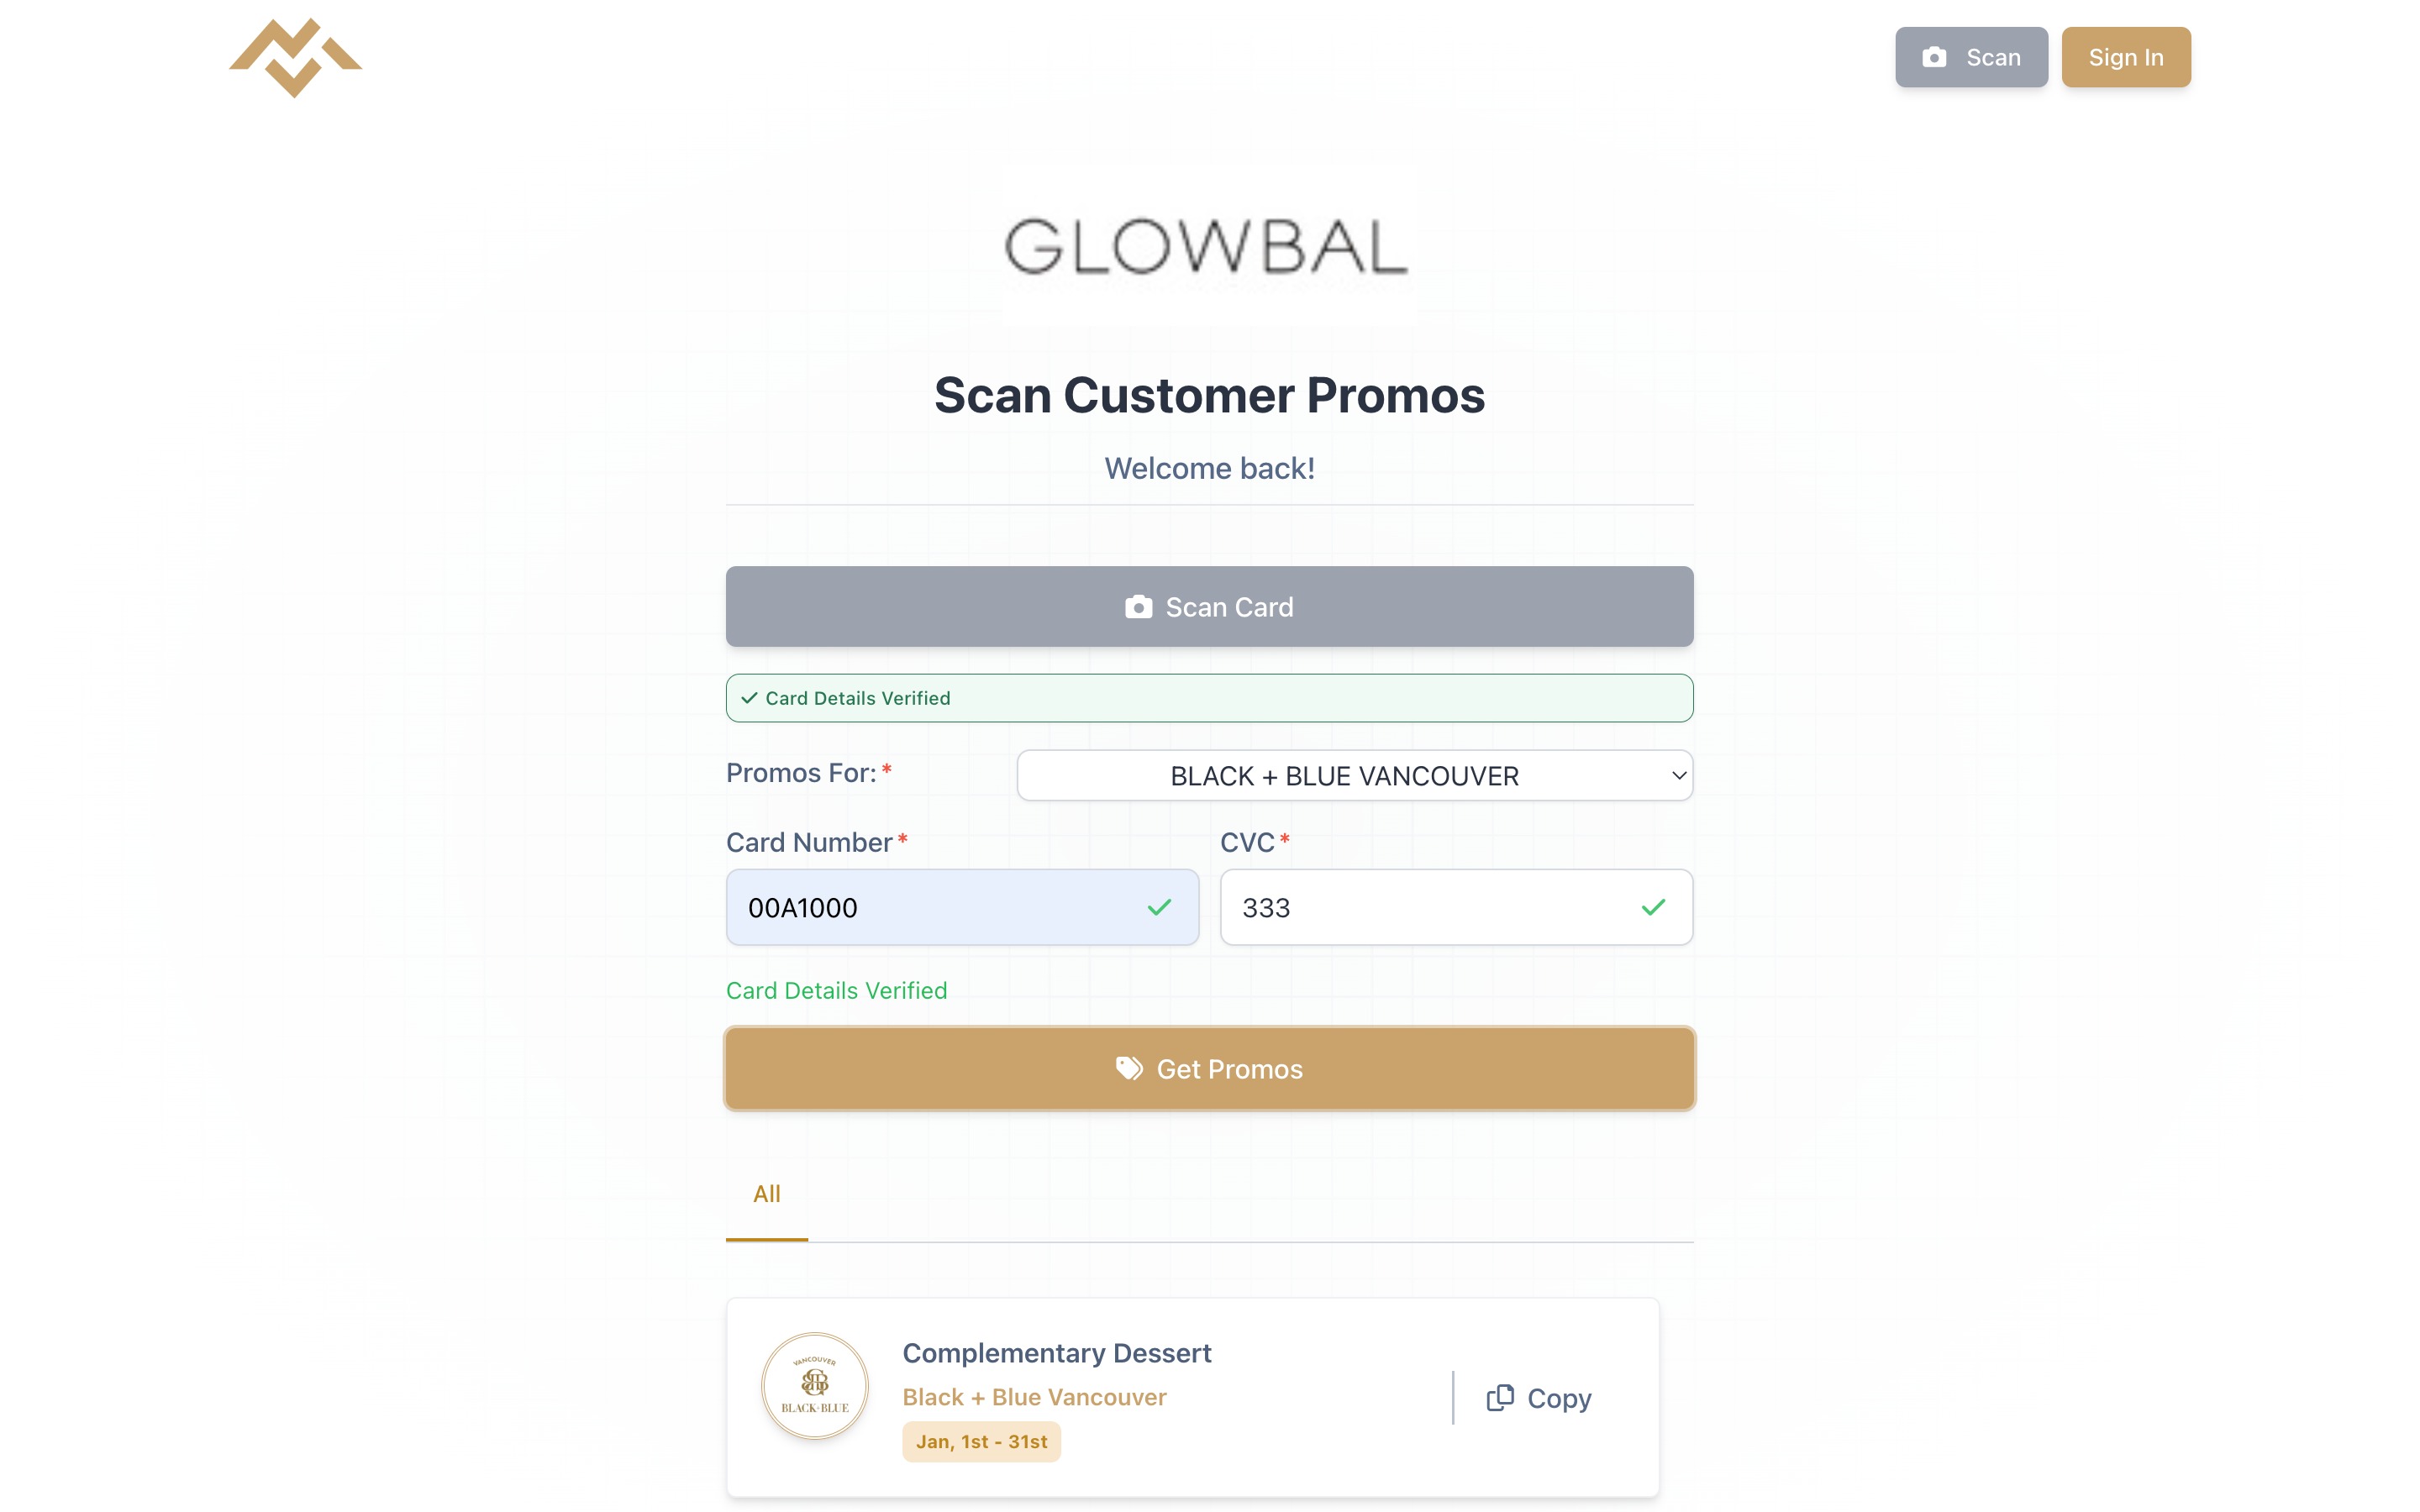 Scan
Sign In
GLOWBAL
Scan Customer Promos
Welcome back!
Scan Card
Card Details Verified
Promos For:*
BLACK + BLUE VANCOUVER
Card Number*
CVC*
00A1000
333
Card Details Verified
Get Promos
All
VANCOUVER
BLACK+BLUE
Complementary Dessert
Black + Blue Vancouver
Jan, 1st - 31st
Copy